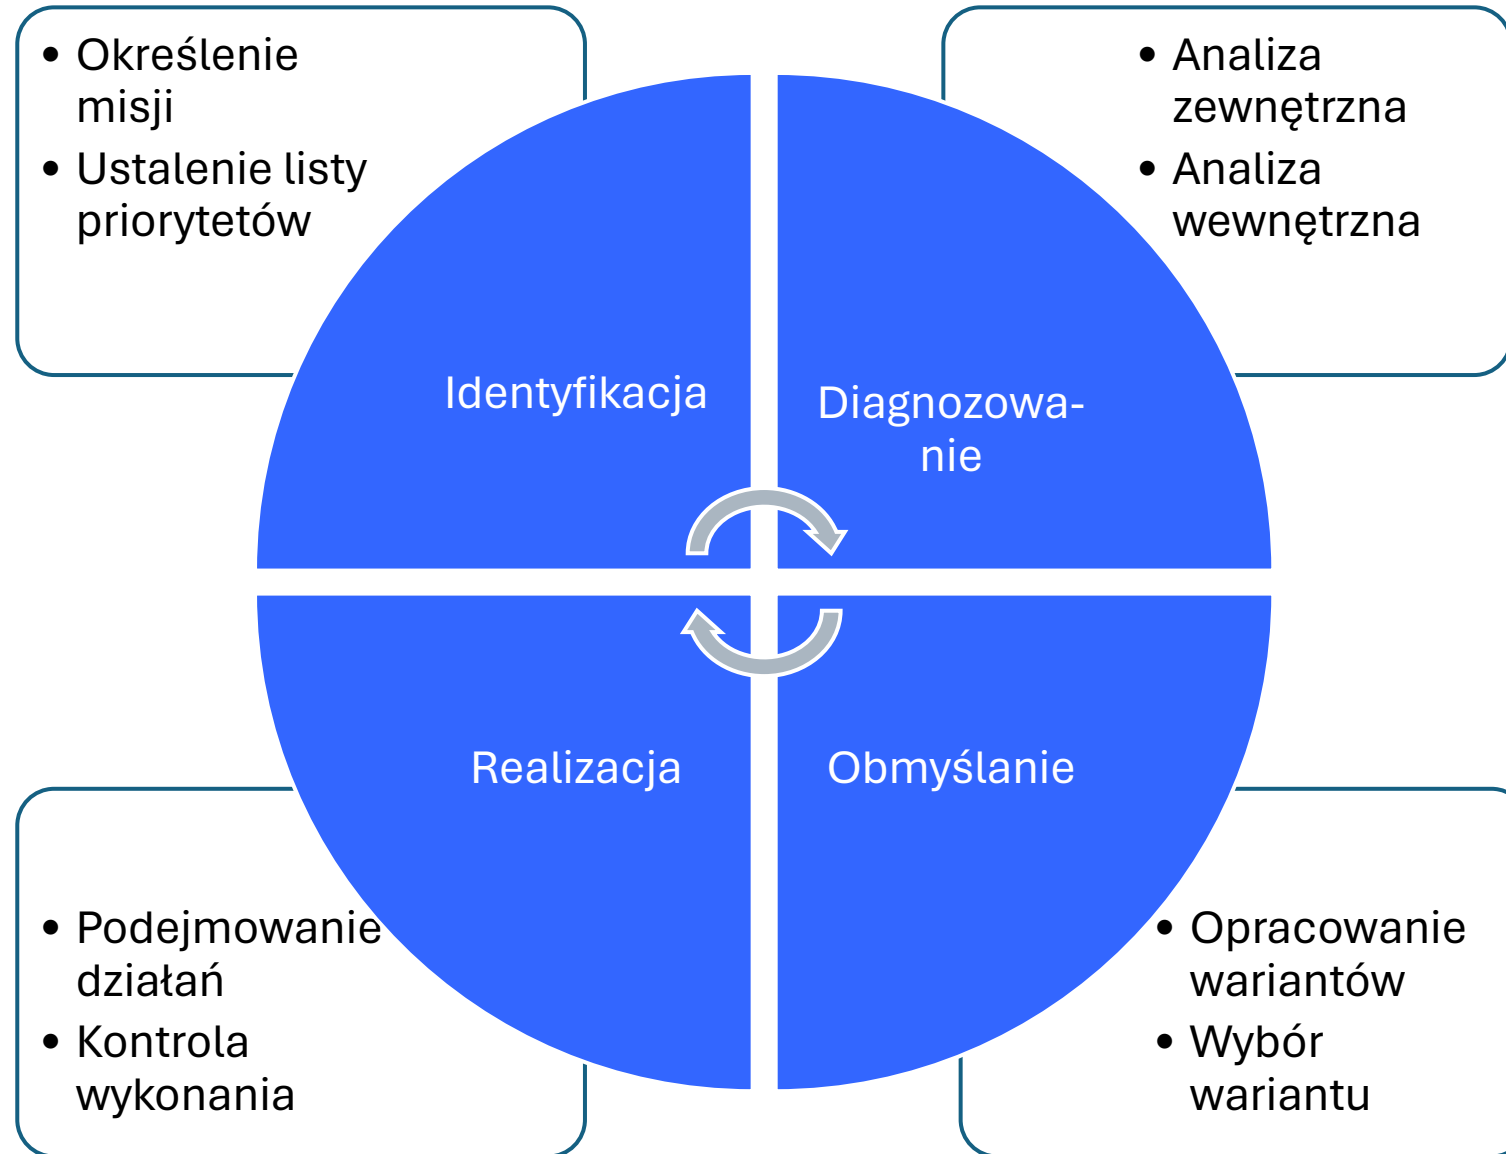 • Określenie
misji
• Ustalenie listy
priorytetów
• Analiza
zewnętrzna
• Analiza
wewnętrzna
Identyfikacja
Diagnozowa-
nie
Realizacja
Obmyślanie
• Podejmowanie
działań
• Kontrola
wykonania
• Opracowanie
wariantów
• Wybór
wariantu